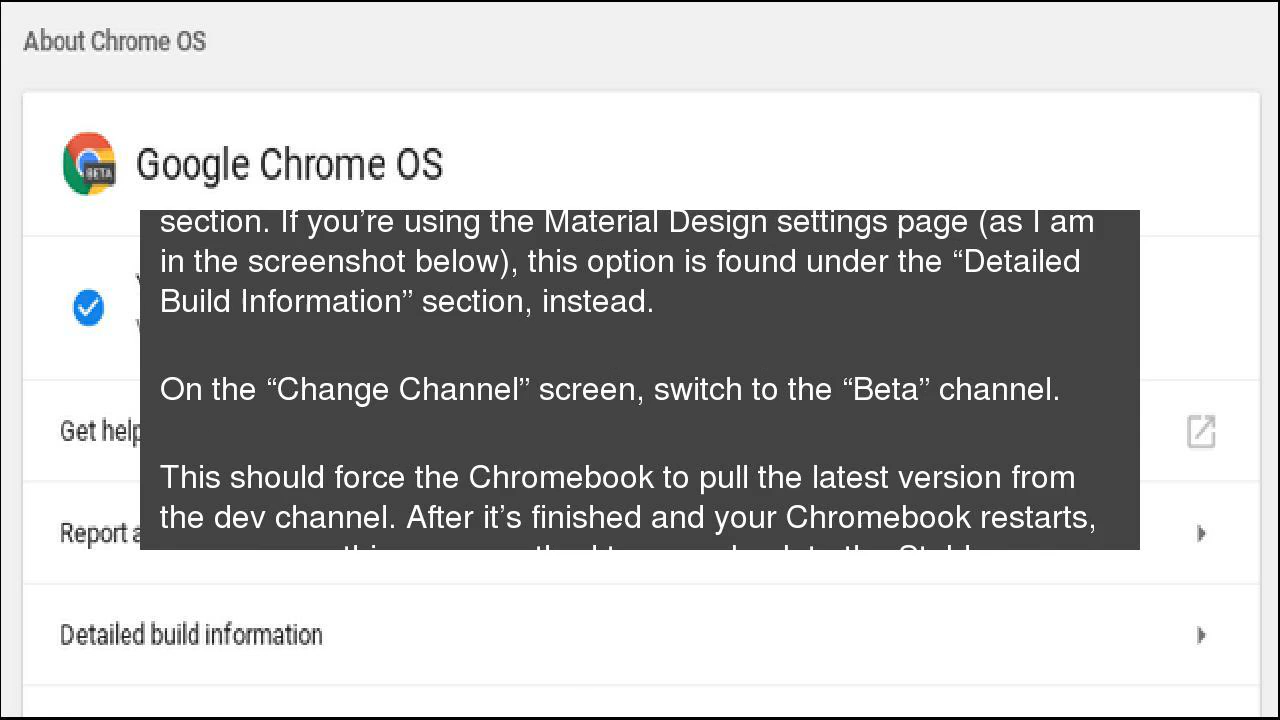 About Chrome OS
BETA
Google Chrome OS
section. If you’re using the Material Design settings page (as I am
in the screenshot below), this option is found under the “Detailed
Build Information” section, instead.
On the “Change Channel” screen, switch to the “Beta” channel.
Get help
This should force the Chromebook to pull the latest version from
the dev channel. After it’s finished and your Chromebook restarts,
Report a
Detailed build information